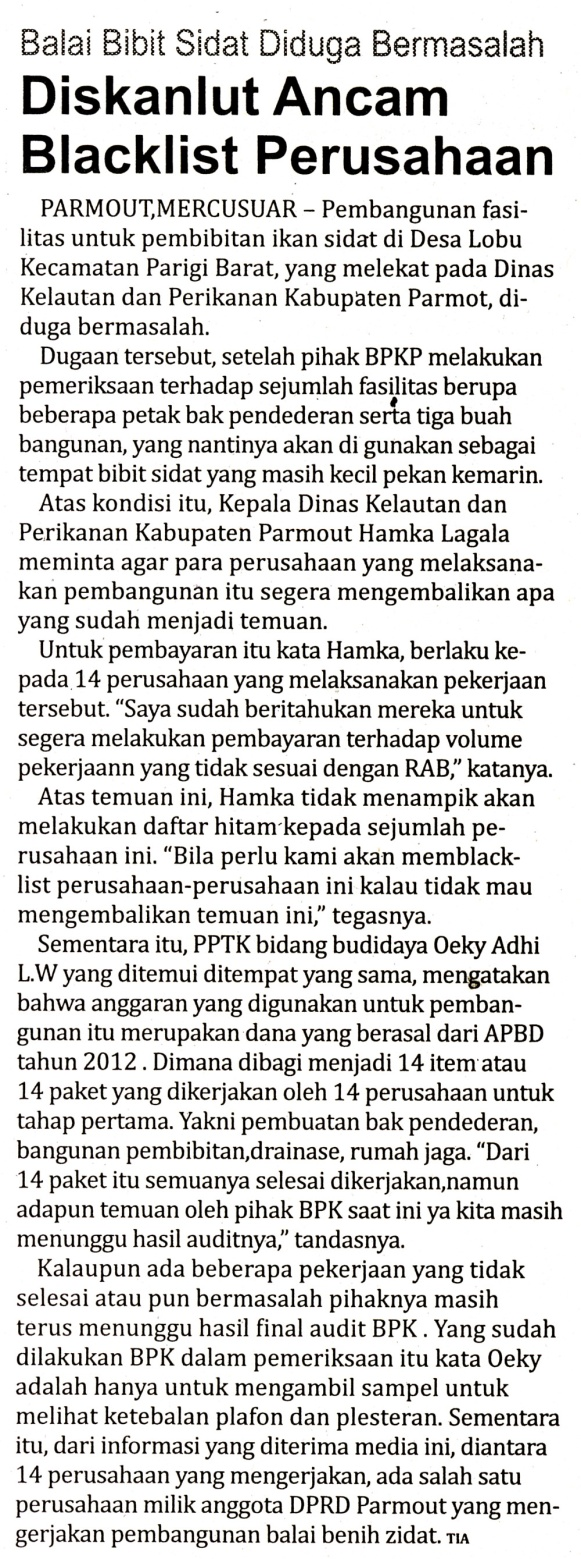 Balai Bibit Sidat Diduga Bermasalah
Diskanlut Ancam
Blacklist Perusahaan
PARMOUT,MERCUSUAR – Pembangunan fasi-
litas untuk pembibitan ikan sidat di Desa Lobu
Kecamatan Parigi Barat, yang melekat pada Dinas
Kelautan dan Perikanan Kabupaten Parmot, di-
duga bermasalah.
Dugaan tersebut, setelah pihak BPKP melakukan
pemeriksaan terhadap sejumlah fasilitas berupa
beberapa petak bak pendederan serta tiga buah
bangunan, yang nantinya akan di gunakan sebagai
tempat bibit sidat yang masih kecil pekan kemarin.
Atas kondisi itu, Kepala Dinas Kelautan dan
Perikanan Kabupaten Parmout Hamka Lagala
meminta agar para perusahaan yang melaksana-
kan pembangunan itu segera mengembalikan apa
yang sudah menjadi temuan.
Untuk pembayaran itu kata Hamka, berlaku ke-
pada 14 perusahaan yang melaksanakan pekerjaan
tersebut. “Saya sudah beritahukan mereka untuk
segera melakukan pembayaran terhadap volume
pekerjaann yang tidak sesuai dengan RAB,” katanya.
Atas temuan ini, Hamka tidak menampik akan
melakukan daftar hitam kepada sejumlah pe-
rusahaan ini. “Bila perlu kami akan memblack-
list perusahaan-perusahaan ini kalau tidak mau
mengembalikan temuan ini,” tegasnya.
Sementara itu, PPTK bidang budidaya Oeky Adhi
L.W yang ditemui ditempat yang sama, mengatakan
bahwa anggaran yang digunakan untuk pemban-
gunan itu merupakan dana yang berasal dari APBD
tahun 2012 . Dimana dibagi menjadi 14 item atau
14 paket yang dikerjakan oleh 14 perusahaan untuk
tahap pertama. Yakni pembuatan bak pendederan,
bangunan pembibitan,drainase, rumah jaga. “Dari
14 paket itu semuanya selesai dikerjakan,namun
adapun temuan oleh pihak BPK saat ini ya kita masih
menunggu hasil auditnya,” tandasnya.
Kalaupun ada beberapa pekerjaan yang tidak
selesai atau pun bermasalah pihaknya masih
terus menunggu hasil final audit BPK . Yang sudah
dilakukan BPK dalam pemeriksaan itu kata Oeky
adalah hanya untuk mengambil sampel untuk
melihat ketebalan plafon dan plesteran. Sementara
itu, dari informasi yang diterima media ini, diantara
14 perusahaan yang mengerjakan, ada salah satu
perusahaan milik anggota DPRD Parmout yang men-
gerjakan pembangunan balai benih zidat. TIA